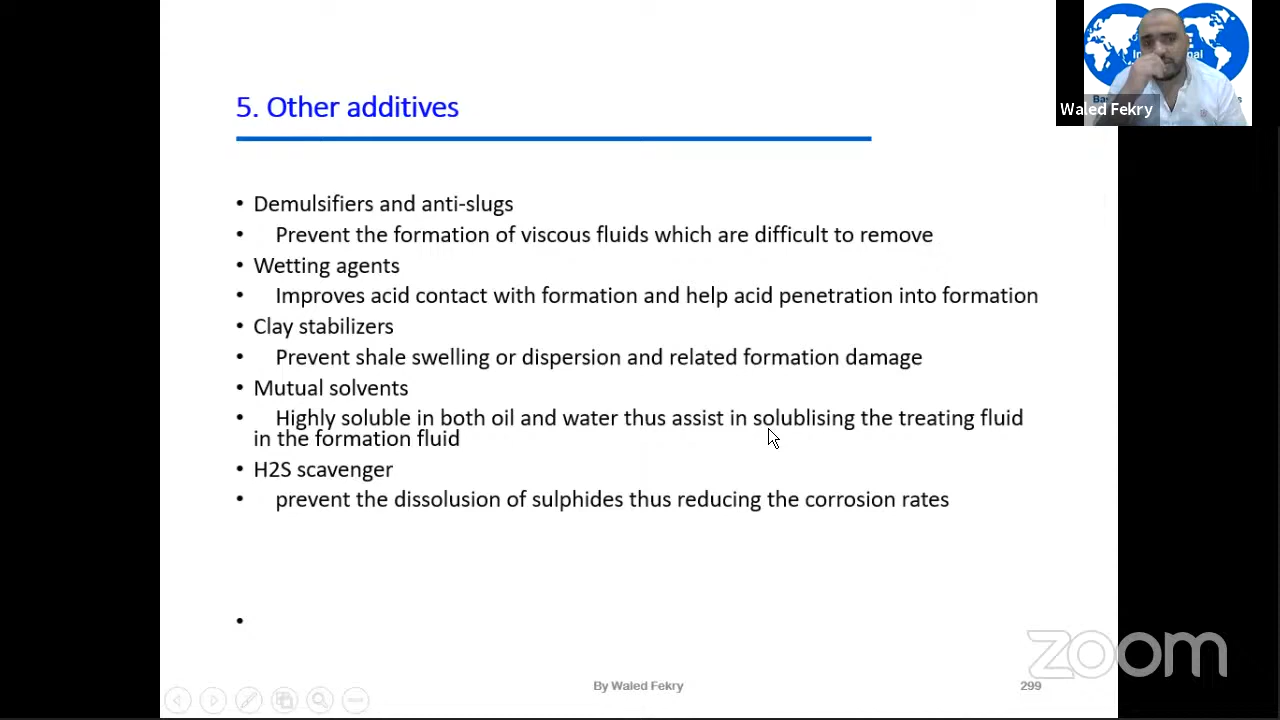 5. Other additives
• Demulsifiers and anti-slugs
• Prevent the formation of viscous fluids which are difficult to remove
• Wetting agents
• Improves acid contact with formation and help acid penetration into formation
• Clay stabilizers
• Prevent shale swelling or dispersion and related formation damage
• Mutual solvents
• Highly soluble in both oil and water thus assist in solublising the treating fluid
in the formation fluid
• H2S scavenger
• prevent the dissolusion of sulphides thus reducing the corrosion rates
•
By Waled Fekry
299
Waled Fekry
zoom